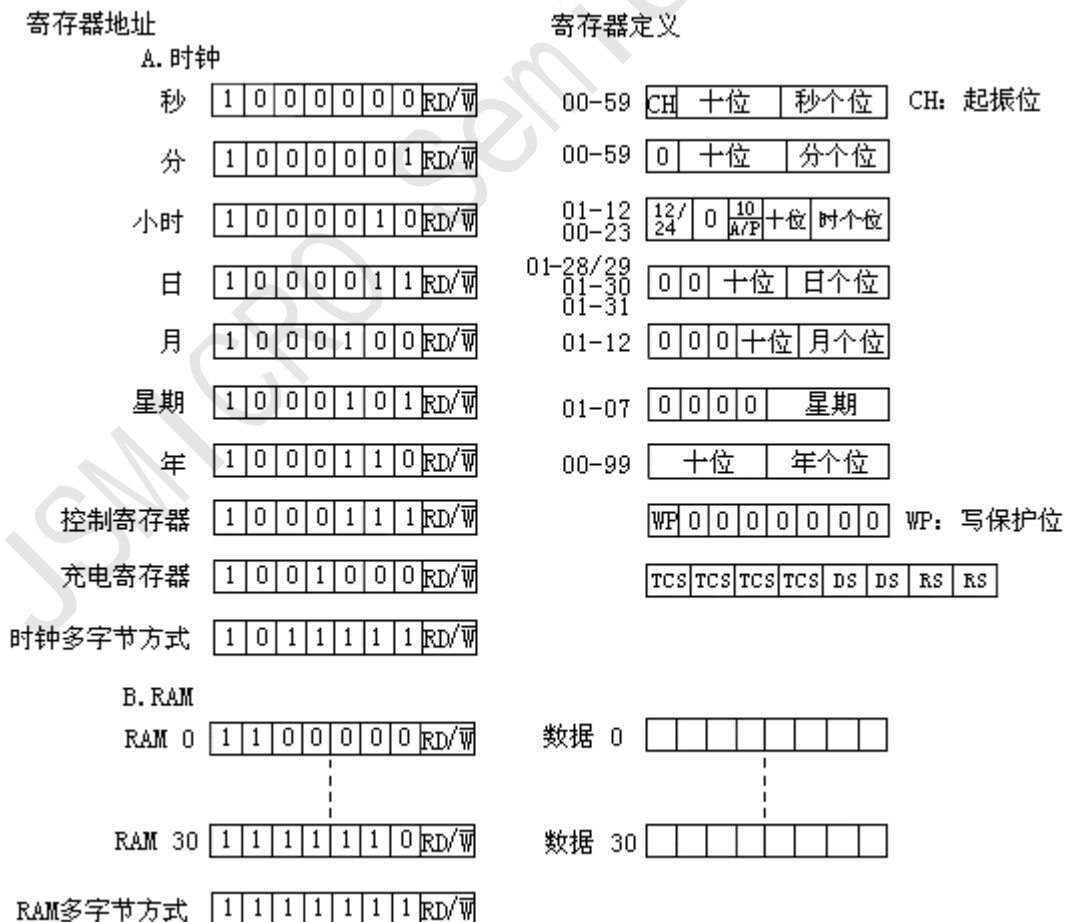 寄存器地址 寄存器定义
A. 时钟
秒 1 0 0 0 0 0 0 RD/W̅ 00-59 CH 十位 秒个位 CH: 起振位
分 1 0 0 0 0 0 1 RD/W̅ 00-59 0 十位 分个位
小时 1 0 0 0 0 1 0 RD/W̅ 01-12 00-23 12/24 0 10 A/P 十位 时个位
日 1 0 0 0 0 1 1 RD/W̅ 01-28/29 01-30 01-31 0 0 十位 日个位
月 1 0 0 0 1 0 0 RD/W̅ 01-12 0 0 0 十位 月个位
星期 1 0 0 0 1 0 1 RD/W̅ 01-07 0 0 0 0 星期
年 1 0 0 0 1 1 0 RD/W̅ 00-99 十位 年个位
控制寄存器 1 0 0 0 1 1 1 RD/W̅ WP 0 0 0 0 0 0 0 WP: 写保护位
充电寄存器 1 0 0 1 0 0 0 RD/W̅ TCS TCS TCS TCS DS DS RS RS
时钟多字节方式 1 0 1 1 1 1 1 RD/W̅
B. RAM
RAM 0 1 1 0 0 0 0 0 RD/W̅ 数据 0
RAM 30 1 1 1 1 1 1 0 RD/W̅ 数据 30
RAM多字节方式 1 1 1 1 1 1 1 RD/W̅
JSMICRO Semi